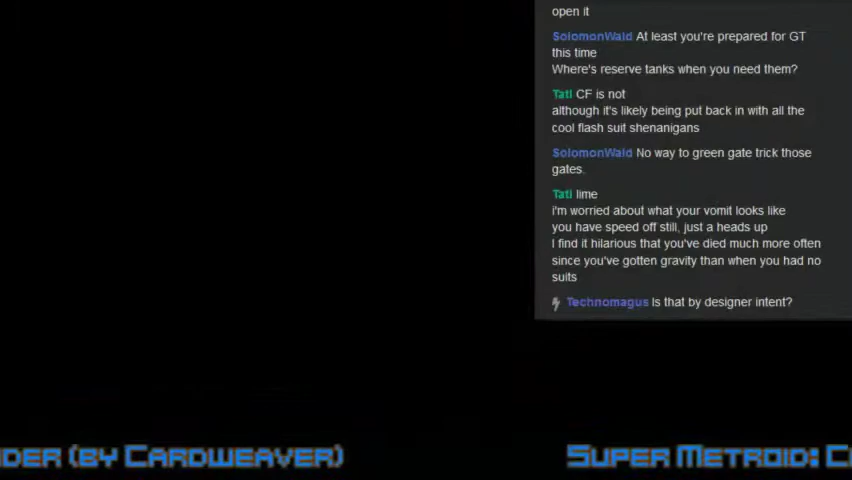 open it
SolomonWald At least you're prepared for GT
this time
Where's reserve tanks when you need them?
Tatl CF is not
although it's likely being put back in with all the
cool flash suit shenanigans
SolomonWald No way to green gate trick those
gates.
Tatl lime
i'm worried about what your vomit looks like
you have speed off still, just a heads up
I find it hilarious that you've died much more often
since you've gotten gravity than when you had no
suits
Technomagus Is that by designer intent?
(by Cardweaver) Super Metroid: